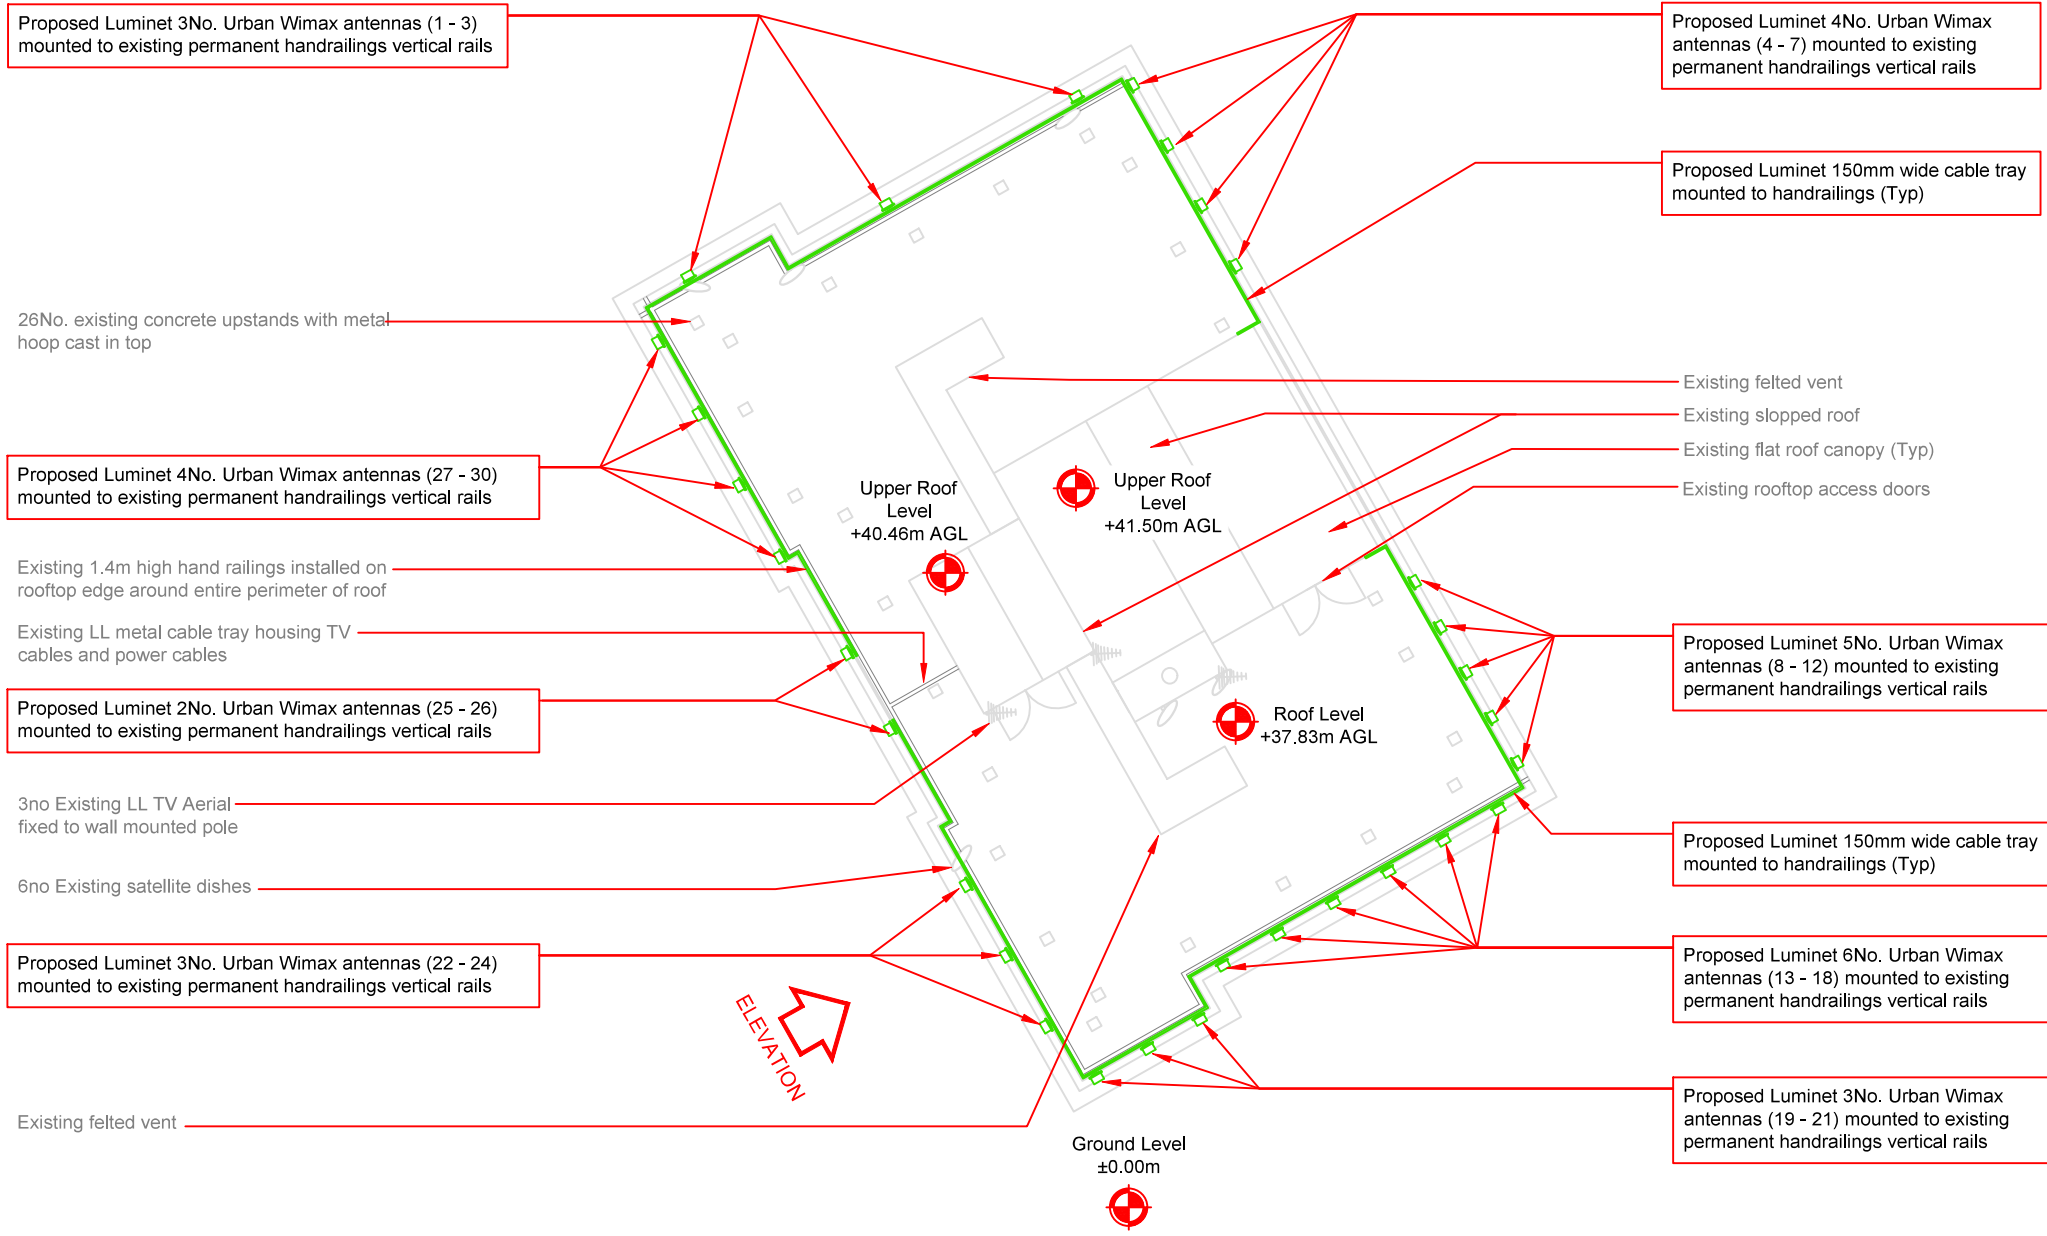 Proposed Luminet 3No. Urban Wimax antennas (1 - 3)
mounted to existing permanent handrailings vertical rails
Proposed Luminet 4No. Urban Wimax
antennas (4 - 7) mounted to existing
permanent handrailings vertical rails
Proposed Luminet 150mm wide cable tray
mounted to handrailings (Typ)
26No. existing concrete upstands with metal
hoop cast in top
Existing felted vent
Existing slopped roof
Existing flat roof canopy (Typ)
Existing rooftop access doors
Proposed Luminet 4No. Urban Wimax antennas (27 - 30)
mounted to existing permanent handrailings vertical rails
Upper Roof
Level
+40.46m AGL
Upper Roof
Level
+41.50m AGL
Existing 1.4m high hand railings installed on
rooftop edge around entire perimeter of roof
Existing LL metal cable tray housing TV
cables and power cables
Proposed Luminet 5No. Urban Wimax
antennas (8 - 12) mounted to existing
permanent handrailings vertical rails
Proposed Luminet 2No. Urban Wimax antennas (25 - 26)
mounted to existing permanent handrailings vertical rails
Roof Level
+37.83m AGL
3no Existing LL TV Aerial
fixed to wall mounted pole
Proposed Luminet 150mm wide cable tray
mounted to handrailings (Typ)
6no Existing satellite dishes
Proposed Luminet 3No. Urban Wimax antennas (22 - 24)
mounted to existing permanent handrailings vertical rails
Proposed Luminet 6No. Urban Wimax
antennas (13 - 18) mounted to existing
permanent handrailings vertical rails
ELEVATION
Existing felted vent
Proposed Luminet 3No. Urban Wimax
antennas (19 - 21) mounted to existing
permanent handrailings vertical rails
Ground Level
±0.00m